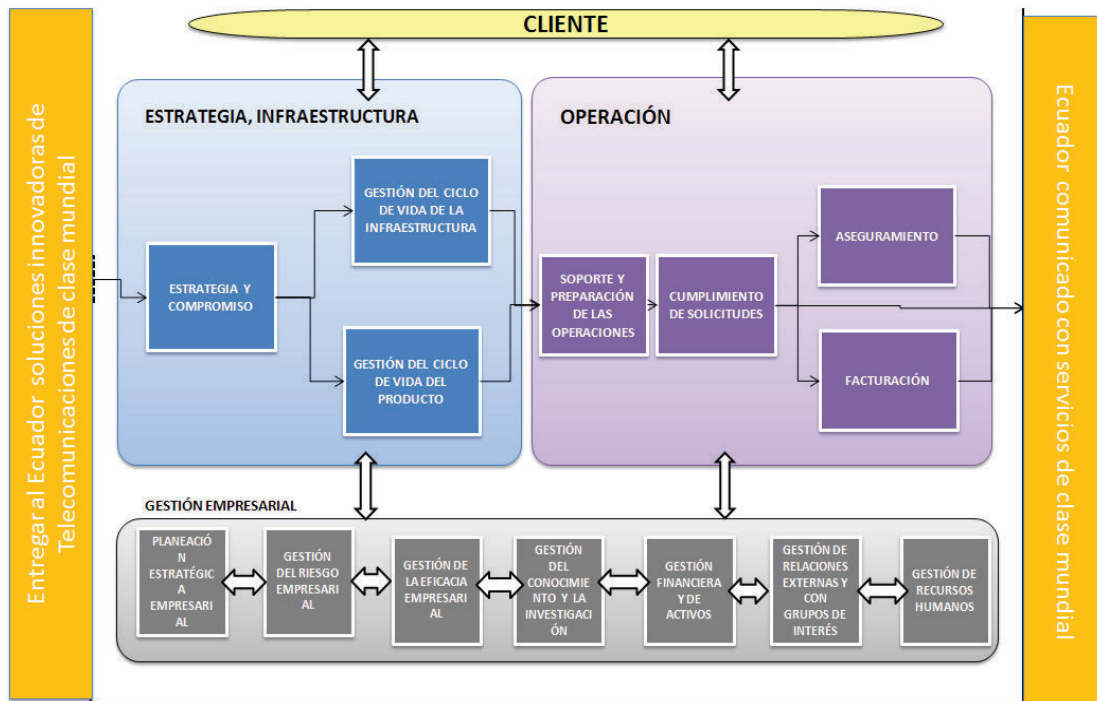 Entregar al Ecuador soluciones innovadoras de
Telecomunicaciones de clase mundial
CLIENTE
ESTRATEGIA, INFRAESTRUCTURA
GESTIÓN DEL CICLO
DE VIDA DE LA
INFRAESTRUCTURA
ESTRATEGIA Y
COMPROMISO
GESTIÓN DEL CICLO
DE VIDA DEL
PRODUCTO
OPERACIÓN
SOPORTE Y
PREPARACIÓN
DE LAS
OPERACIONES
CUMPLIMIENTO
DE SOLICITUDES
ASEGURAMIENTO
FACTURACIÓN
GESTIÓN EMPRESARIAL
PLANEACIÓ
N
ESTRATÉGIC
A EMPRESARI
AL
GESTIÓN
DEL RIESGO
EMPRESARI
AL
GESTIÓN DE
LA EFICACIA
EMPRESARI
AL
GESTIÓN
DEL
CONOCIMIE
NTO Y LA
INVESTIGACI
ÓN
GESTIÓN
FINANCIERA
Y DE
ACTIVOS
GESTIÓN DE
RELACIONES
EXTERNAS Y
CON
GRUPOS DE
INTERÉS
GESTIÓN DE
RECURSOS
HUMANOS
Ecuador comunicado con servicios de clase mundial